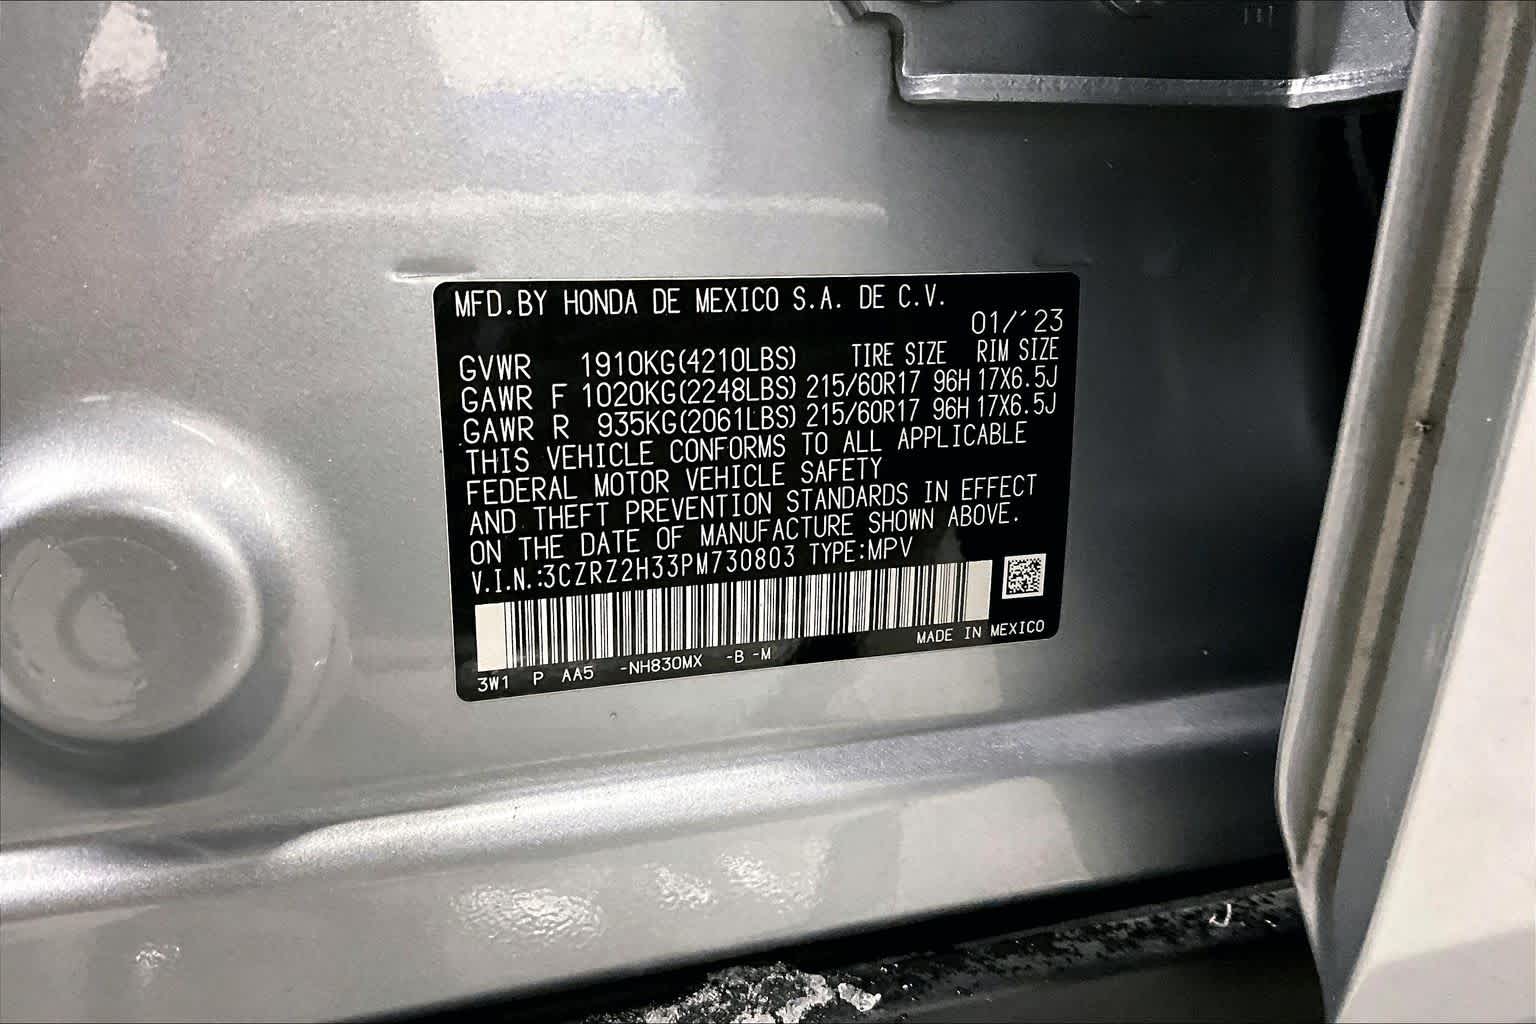 MFD.BY HONDA DE MEXICO S.A. DE C.V.
01/´23
GVWR 1910KG(4210LBS) TIRE SIZE RIM SIZE
GAWR F 1020KG(2248LBS) 215/60R17 96H 17X6.5J
GAWR R 935KG(2061LBS) 215/60R17 96H 17X6.5J
THIS VEHICLE CONFORMS TO ALL APPLICABLE
FEDERAL MOTOR VEHICLE SAFETY
AND THEFT PREVENTION STANDARDS IN EFFECT
ON THE DATE OF MANUFACTURE SHOWN ABOVE.
V.I.N.:3CZRZ2H33PM730803 TYPE:MPV
MADE IN MEXICO
3W1 P AA5 -NH830MX -B -M